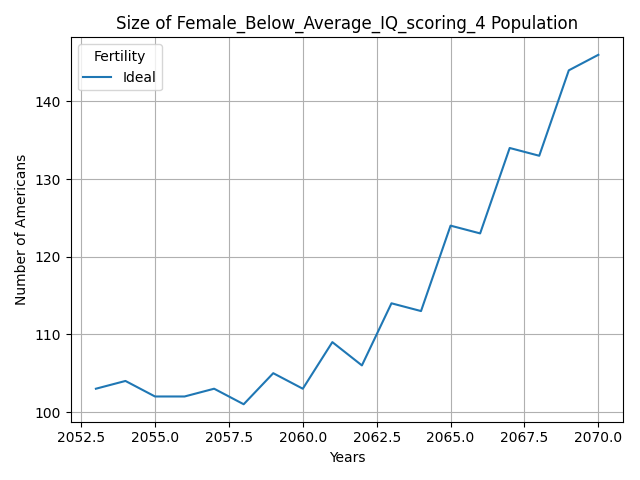 Size of Female_Below_Average_IQ_scoring_4 Population
Fertility
Ideal
Number of Americans
140
130
120
110
100
2052.5 2055.0 2057.5 2060.0 2062.5 2065.0 2067.5 2070.0
Years